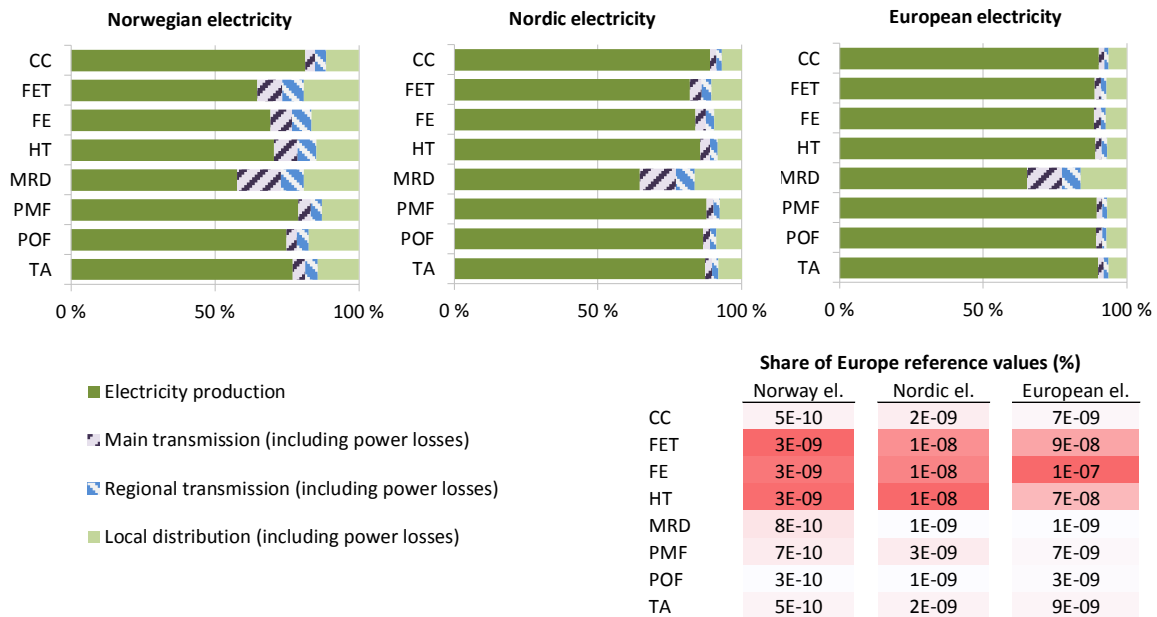 Norwegian electricity
CC
FET
FE
HT
MRD
PMF
POF
TA
0 %
50 %
100 %
Nordic electricity
CC
FET
FE
HT
MRD
PMF
POF
TA
0 %
50 %
100 %
European electricity
CC
FET
FE
HT
MRD
PMF
POF
TA
0 %
50 %
100 %
Electricity production
Main transmission (including power losses)
Regional transmission (including power losses)
Local distribution (including power losses)
Share of Europe reference values (%)
Norway el. Nordic el. European el.
CC 5E-10 2E-09 7E-09
FET 3E-09 1E-08 9E-08
FE 3E-09 1E-08 1E-07
HT 3E-09 1E-08 7E-08
MRD 8E-10 1E-09 1E-09
PMF 7E-10 3E-09 7E-09
POF 3E-10 1E-09 3E-09
TA 5E-10 2E-09 9E-09